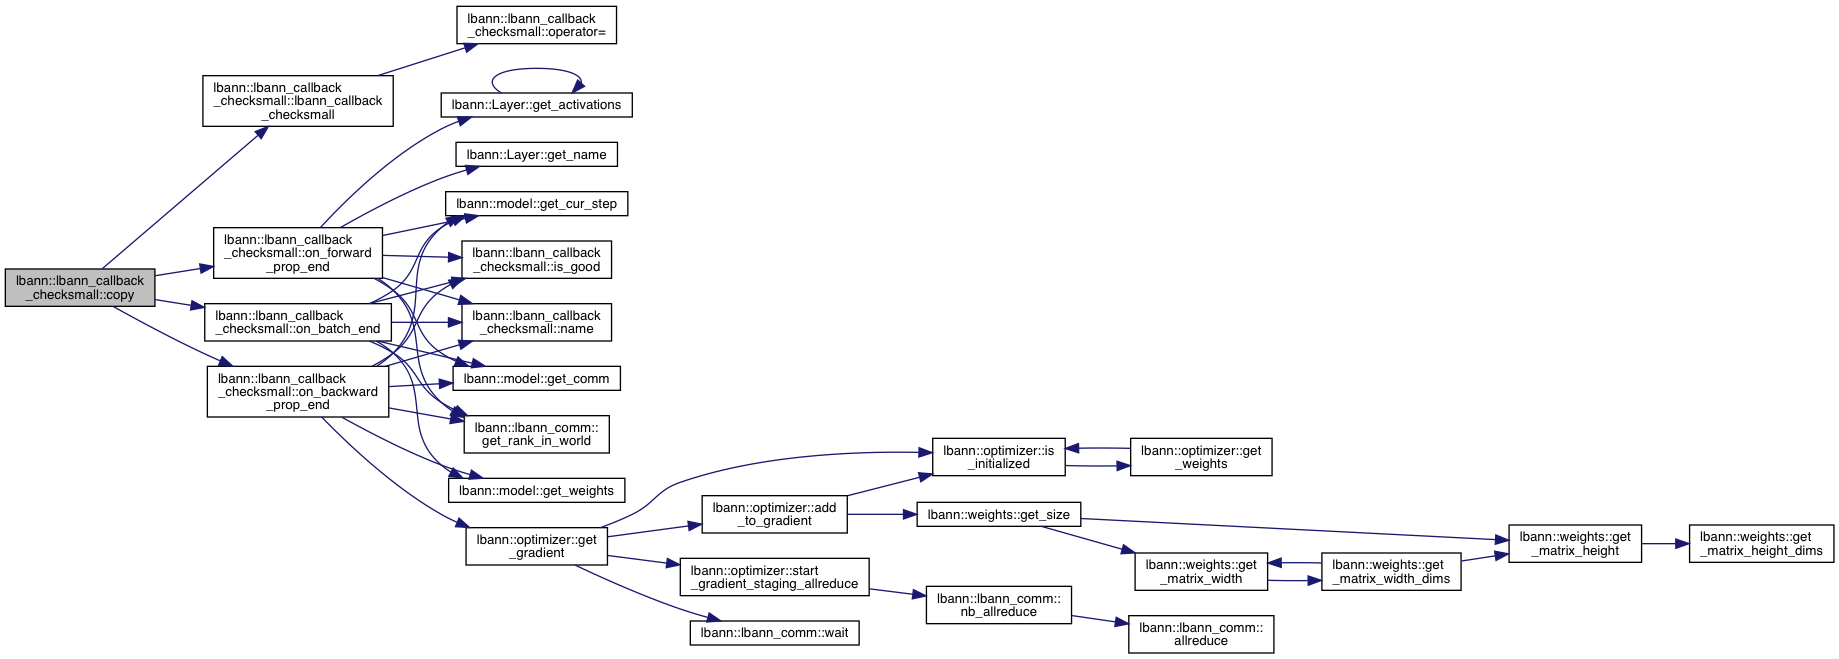 lbann::lbann_callback
_checksmall::copy
lbann::lbann_callback
_checksmall::lbann_callback
_checksmall
lbann::lbann_callback
_checksmall::operator=
lbann::lbann_callback
_checksmall::on_forward
_prop_end
lbann::Layer::get_activations
lbann::Layer::get_name
lbann::model::get_cur_step
lbann::lbann_callback
_checksmall::is_good
lbann::lbann_callback
_checksmall::name
lbann::model::get_comm
lbann::lbann_comm::
get_rank_in_world
lbann::lbann_callback
_checksmall::on_batch_end
lbann::model::get_weights
lbann::lbann_callback
_checksmall::on_backward
_prop_end
lbann::optimizer::get
_gradient
lbann::optimizer::is
_initialized
lbann::optimizer::get
_weights
lbann::optimizer::add
_to_gradient
lbann::weights::get_size
lbann::weights::get
_matrix_height
lbann::weights::get
_matrix_height_dims
lbann::weights::get
_matrix_width
lbann::weights::get
_matrix_width_dims
lbann::optimizer::start
_gradient_staging_allreduce
lbann::lbann_comm::
nb_allreduce
lbann::lbann_comm::
allreduce
lbann::lbann_comm::wait